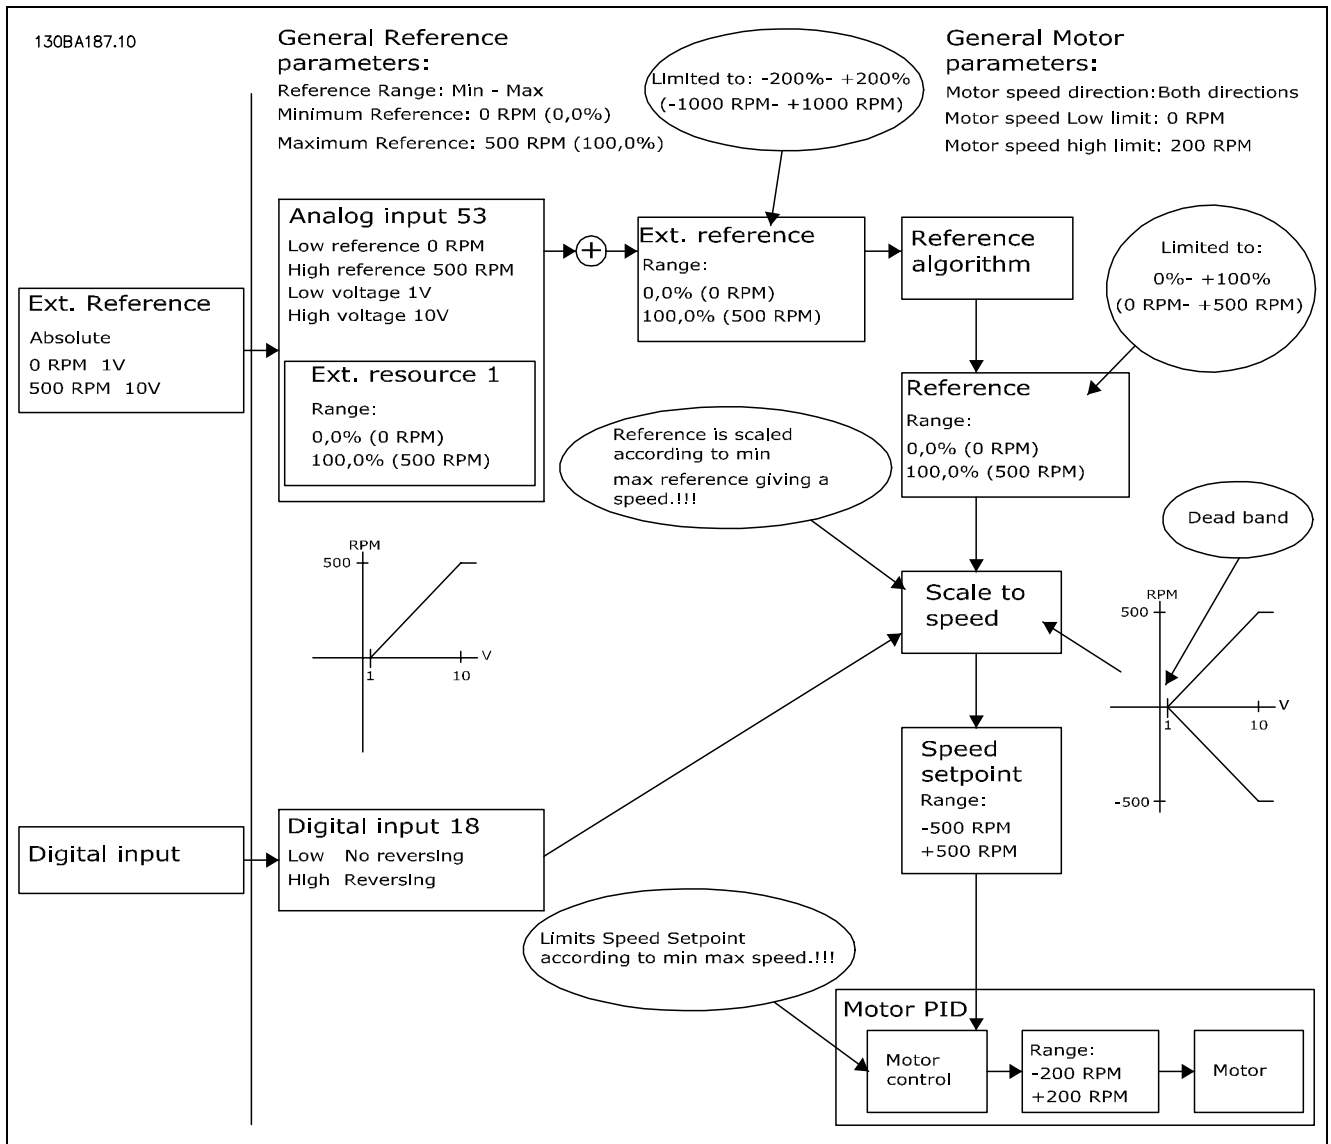 130BA187.10
General Reference
parameters:
Reference Range: Min - Max
Minimum Reference: 0 RPM (0,0%)
Maximum Reference: 500 RPM (100,0%)
Limited to: -200%- +200%
(-1000 RPM- +1000 RPM)
General Motor
parameters:
Motor speed direction:Both directions
Motor speed Low limit: 0 RPM
Motor speed high limit: 200 RPM
Ext. Reference
Absolute
0 RPM 1V
500 RPM 10V
Analog input 53
Low reference 0 RPM
High reference 500 RPM
Low voltage 1V
High voltage 10V
Ext. resource 1
Range:
0,0% (0 RPM)
100,0% (500 RPM)
+
Ext. reference
Range:
0,0% (0 RPM)
100,0% (500 RPM)
Reference
algorithm
Limited to:
0%- +100%
(0 RPM- +500 RPM)
Reference
Range:
0,0% (0 RPM)
100,0% (500 RPM)
Reference is scaled
according to min
max reference giving a
speed.!!!
Dead band
RPM
500
V
1
10
Scale to
speed
RPM
500
V
1
10
-500
Speed
setpoint
Range:
-500 RPM
+500 RPM
Digital input
Digital input 18
Low No reversing
High Reversing
Limits Speed Setpoint
according to min max speed.!!!
Motor PID
Motor
control
Range:
-200 RPM
+200 RPM
Motor